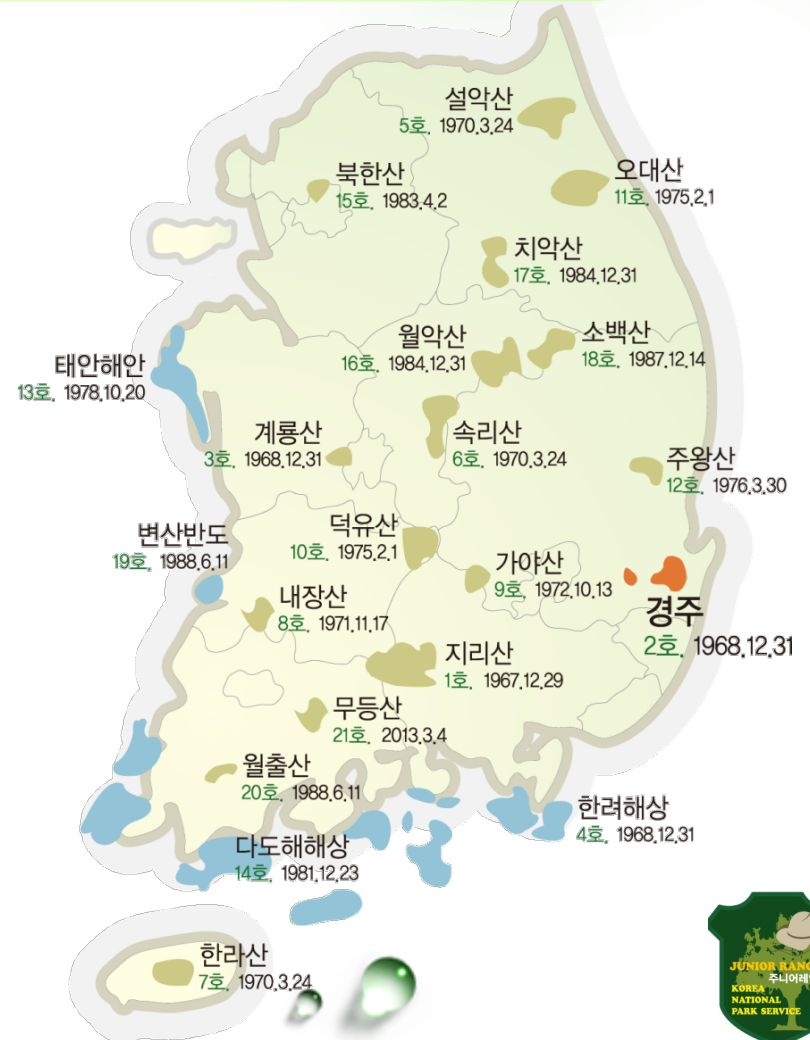 설악산
5호. 1970.3.24
북한산
15호. 1983.4.2
오대산
11호. 1975.2.1
치악산
17호. 1984.12.31
월악산
16호. 1984.12.31
소백산
18호. 1987.12.14
태안해안
13호. 1978.10.20
계룡산
3호. 1968.12.31
속리산
6호. 1970.3.24
주왕산
12호. 1976.3.30
변산반도
19호. 1988.6.11
덕유산
10호. 1975.2.1
가야산
9호. 1972.10.13
내장산
8호. 1971.11.17
경주
2호. 1968.12.31
지리산
1호. 1967.12.29
무등산
21호. 2013.3.4
월출산
20호. 1988.6.11
한려해상
4호. 1968.12.31
다도해해상
14호. 1981.12.23
한라산
7호. 1970.3.24
JUNIOR
주니어
KOREA
NATIONAL
PARK SERVICE